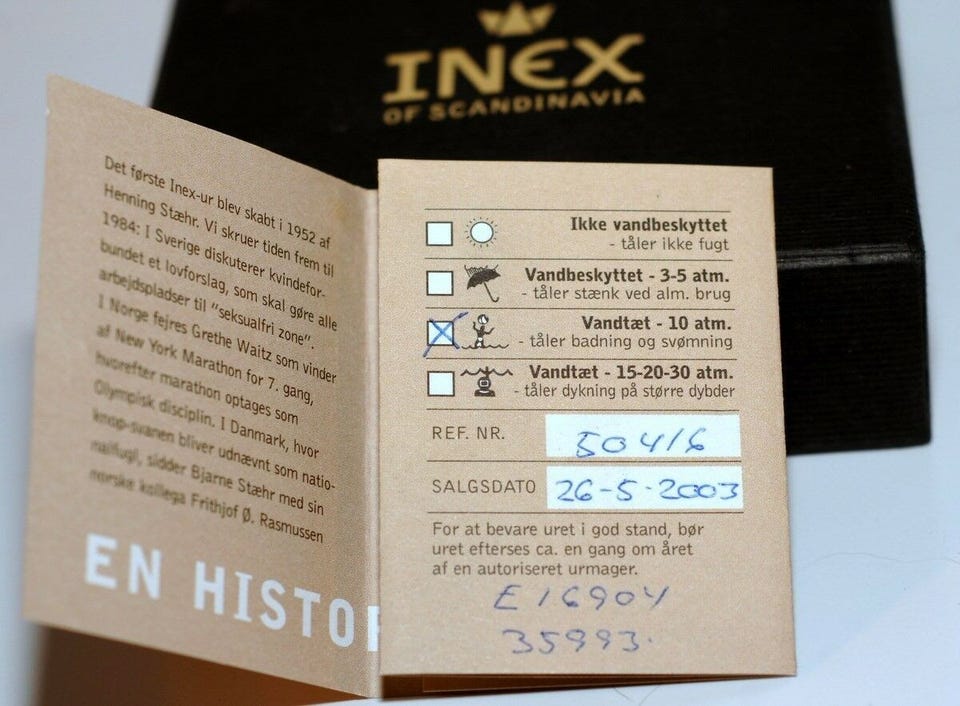 INEX
OF SCANDINAVIA
Det første Inex-ur blev skabt i 1952 af
Henning Stæhr. Vi skruer tiden frem til
1984: I Sverige diskuterer kvindefor-
bundet et lovforslag, som skal gøre alle
arbejdspladser til "seksualfri zone".
I Norge fejres Grethe Waitz som vinder
af New York Marathon for 7. gang,
hvorefter marathon optages som
Olympisk disciplin. I Danmark, hvor
knop-svanen bliver udnævnt som natio-
nalfugl, sidder Bjarne Stæhr med sin
norske kollega Frithjof Ø. Rasmussen
EN HISTOR
Ikke vandbeskyttet
- tåler ikke fugt
Vandbeskyttet - 3-5 atm.
- tåler stænk ved alm. brug
Vandtæt - 10 atm.
- tåler badning og svømning
Vandtæt - 15-20-30 atm.
- tåler dykning på større dybder
REF. NR. 50416
SALGSDATO 26-5-2003
For at bevare uret i god stand, bør
uret efterses ca. en gang om året
af en autoriseret urmager.
E16904
35993.